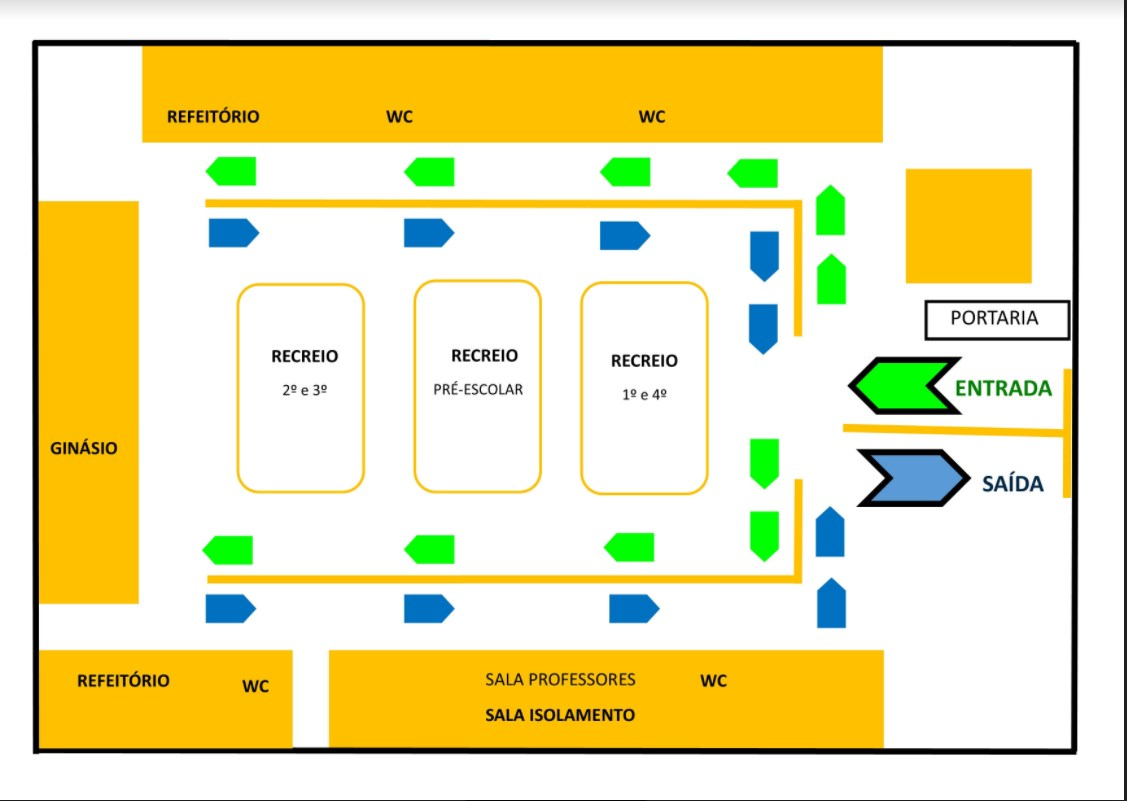 REFEITÓRIO WC WC
PORTARIA
RECREIO
2º e 3º
RECREIO
PRÉ-ESCOLAR
RECREIO
1º e 4º
ENTRADA
GINÁSIO
SAÍDA
REFEITÓRIO WC
SALA PROFESSORES WC
SALA ISOLAMENTO